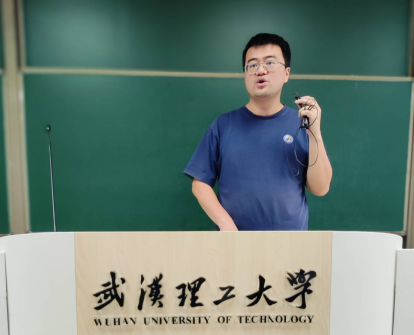 武漢理工大學
WUHAN UNIVERSITY OF TECHNOLOGY